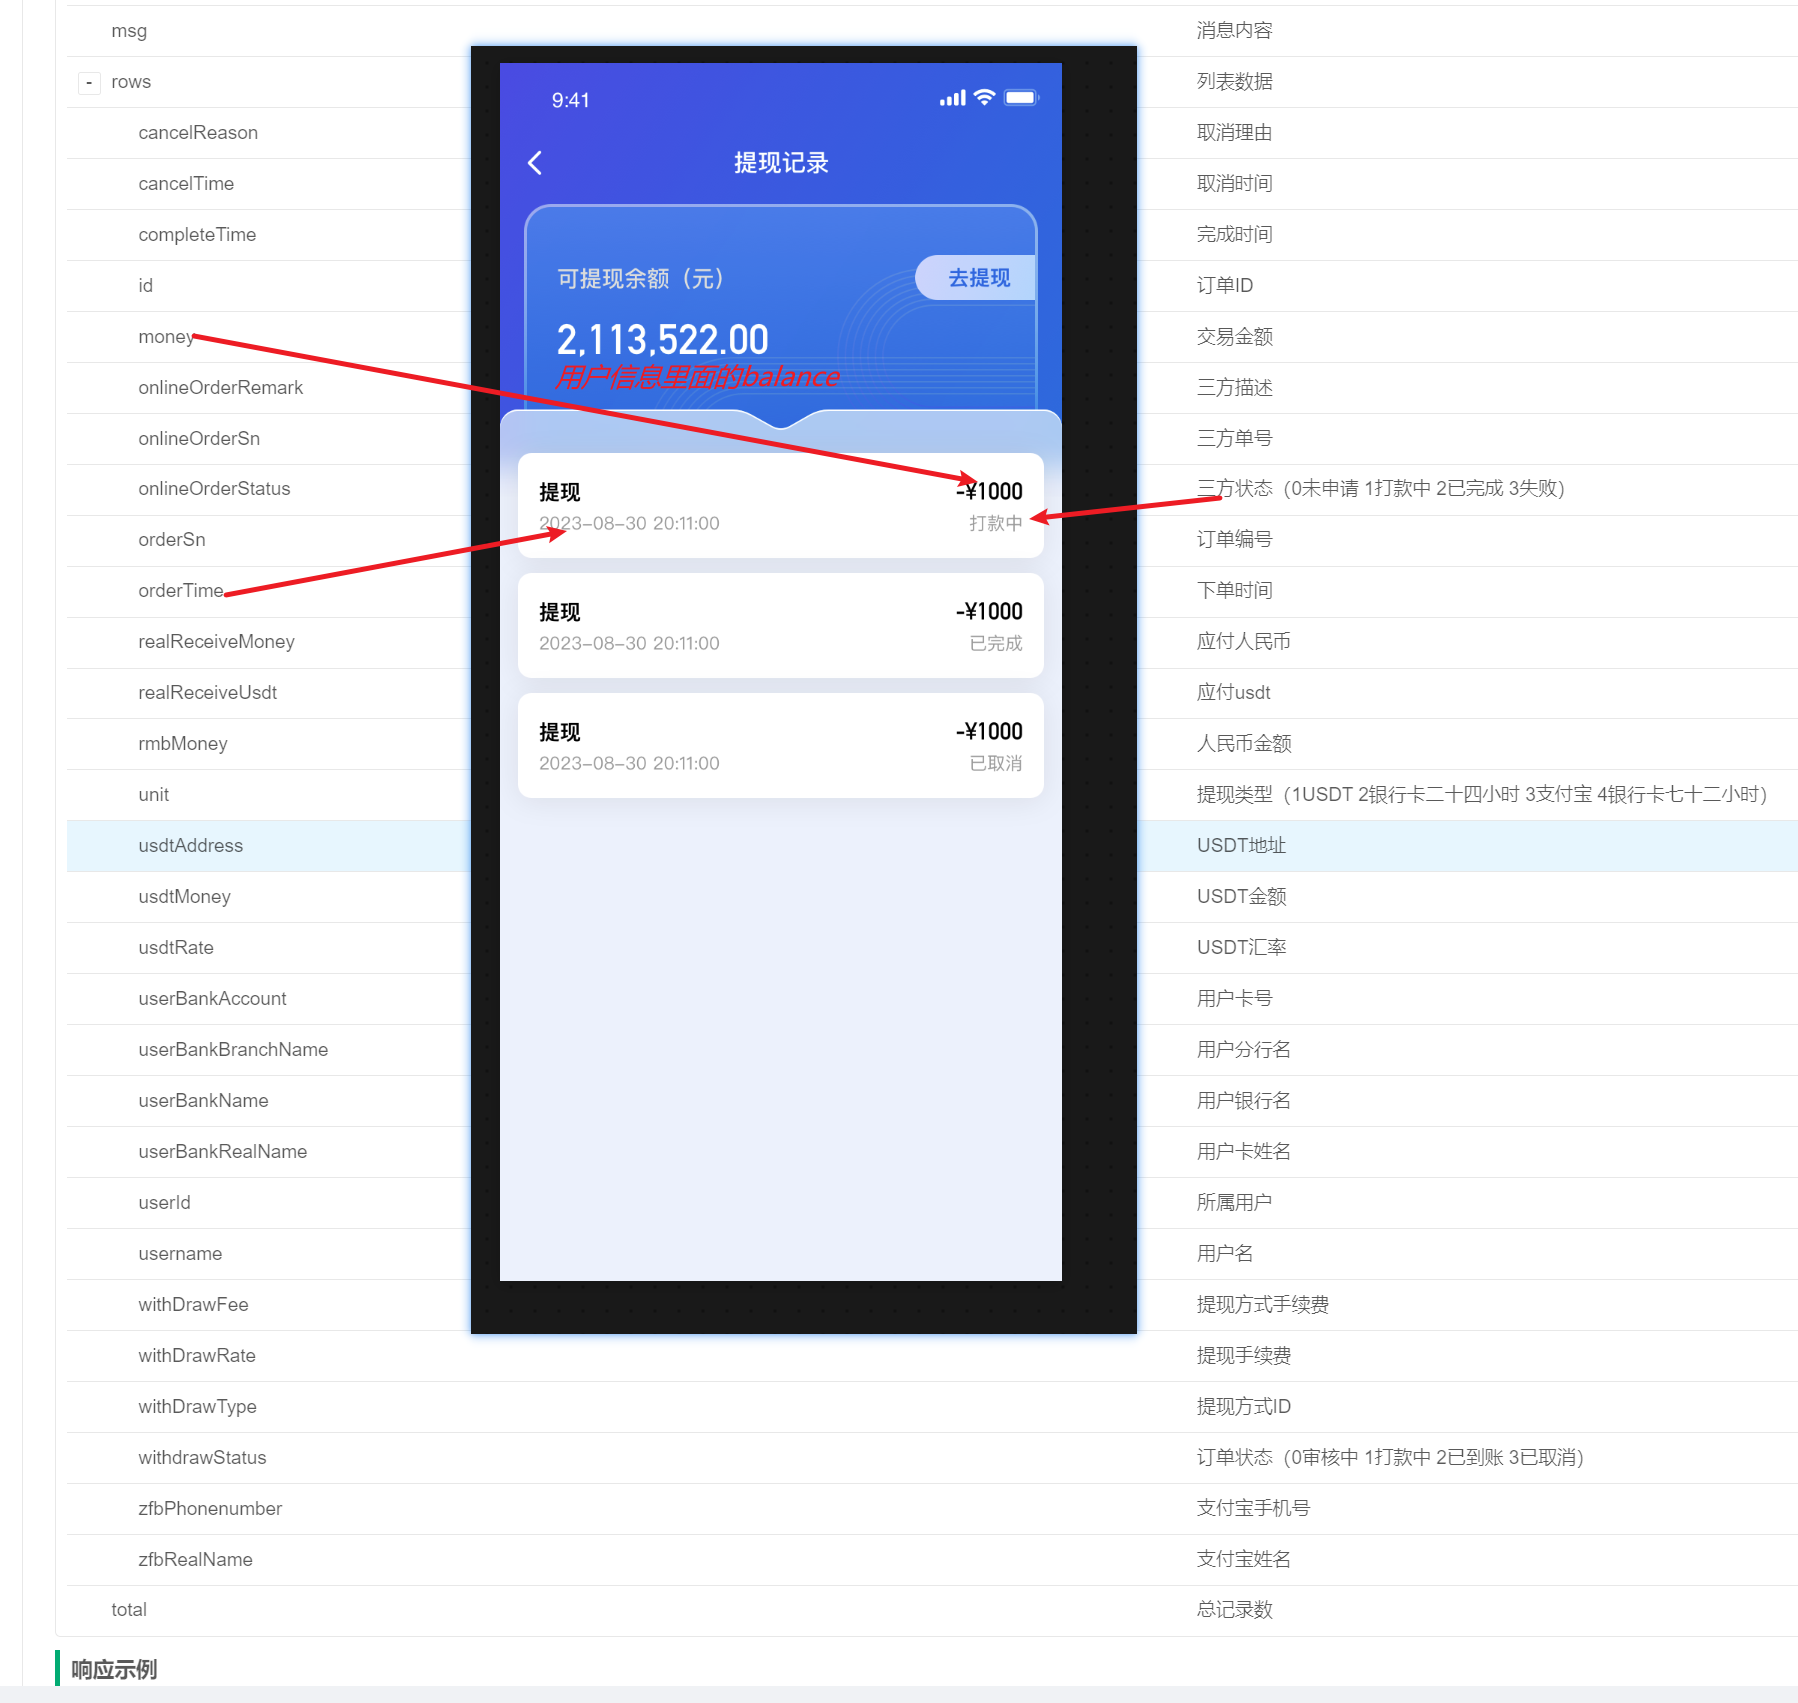 msg 消息内容
- rows 列表数据
cancelReason 取消理由
cancelTime 取消时间
completeTime 完成时间
id 订单ID
money 交易金额
onlineOrderRemark 三方描述
onlineOrderSn 三方单号
onlineOrderStatus 三方状态（0未申请 1打款中 2已完成 3失败）
orderSn 订单编号
orderTime 下单时间
realReceiveMoney 应付人民币
realReceiveUsdt 应付usdt
rmbMoney 人民币金额
unit 提现类型（1USDT 2银行卡二十四小时 3支付宝 4银行卡七十二小时）
usdtAddress USDT地址
usdtMoney USDT金额
usdtRate USDT汇率
userBankAccount 用户卡号
userBankBranchName 用户分行名
userBankName 用户银行名
userBankRealName 用户卡姓名
userId 所属用户
username 用户名
withDrawFee 提现方式手续费
withDrawRate 提现手续费
withDrawType 提现方式ID
withdrawStatus 订单状态（0审核中 1打款中 2已到账 3已取消）
zfbPhonenumber 支付宝手机号
zfbRealName 支付宝姓名
total 总记录数
响应示例
9:41
提现记录
可提现余额（元） 去提现
2,113,522.00
用户信息里面的balance
提现 -¥1000
2023-08-30 20:11:00 打款中
提现 -¥1000
2023-08-30 20:11:00 已完成
提现 -¥1000
2023-08-30 20:11:00 已取消